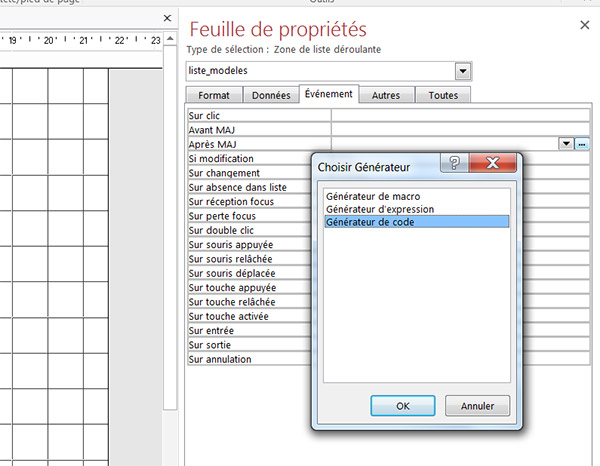 Feuille de propriétés
19 20 21 22 23
Type de sélection : Zone de liste déroulante
liste_modeles
Format Données Événement Autres Toutes
Sur clic
Avant MAJ
Après MAJ
Si modification
Sur changement
Sur absence dans liste
Sur réception focus
Sur perte focus
Sur double clic
Sur souris appuyée
Sur souris relâchée
Sur souris déplacée
Sur touche appuyée
Sur touche relâchée
Sur touche activée
Sur entrée
Sur sortie
Sur annulation
Choisir Générateur
Générateur de macro
Générateur d'expression
Générateur de code
OK Annuler